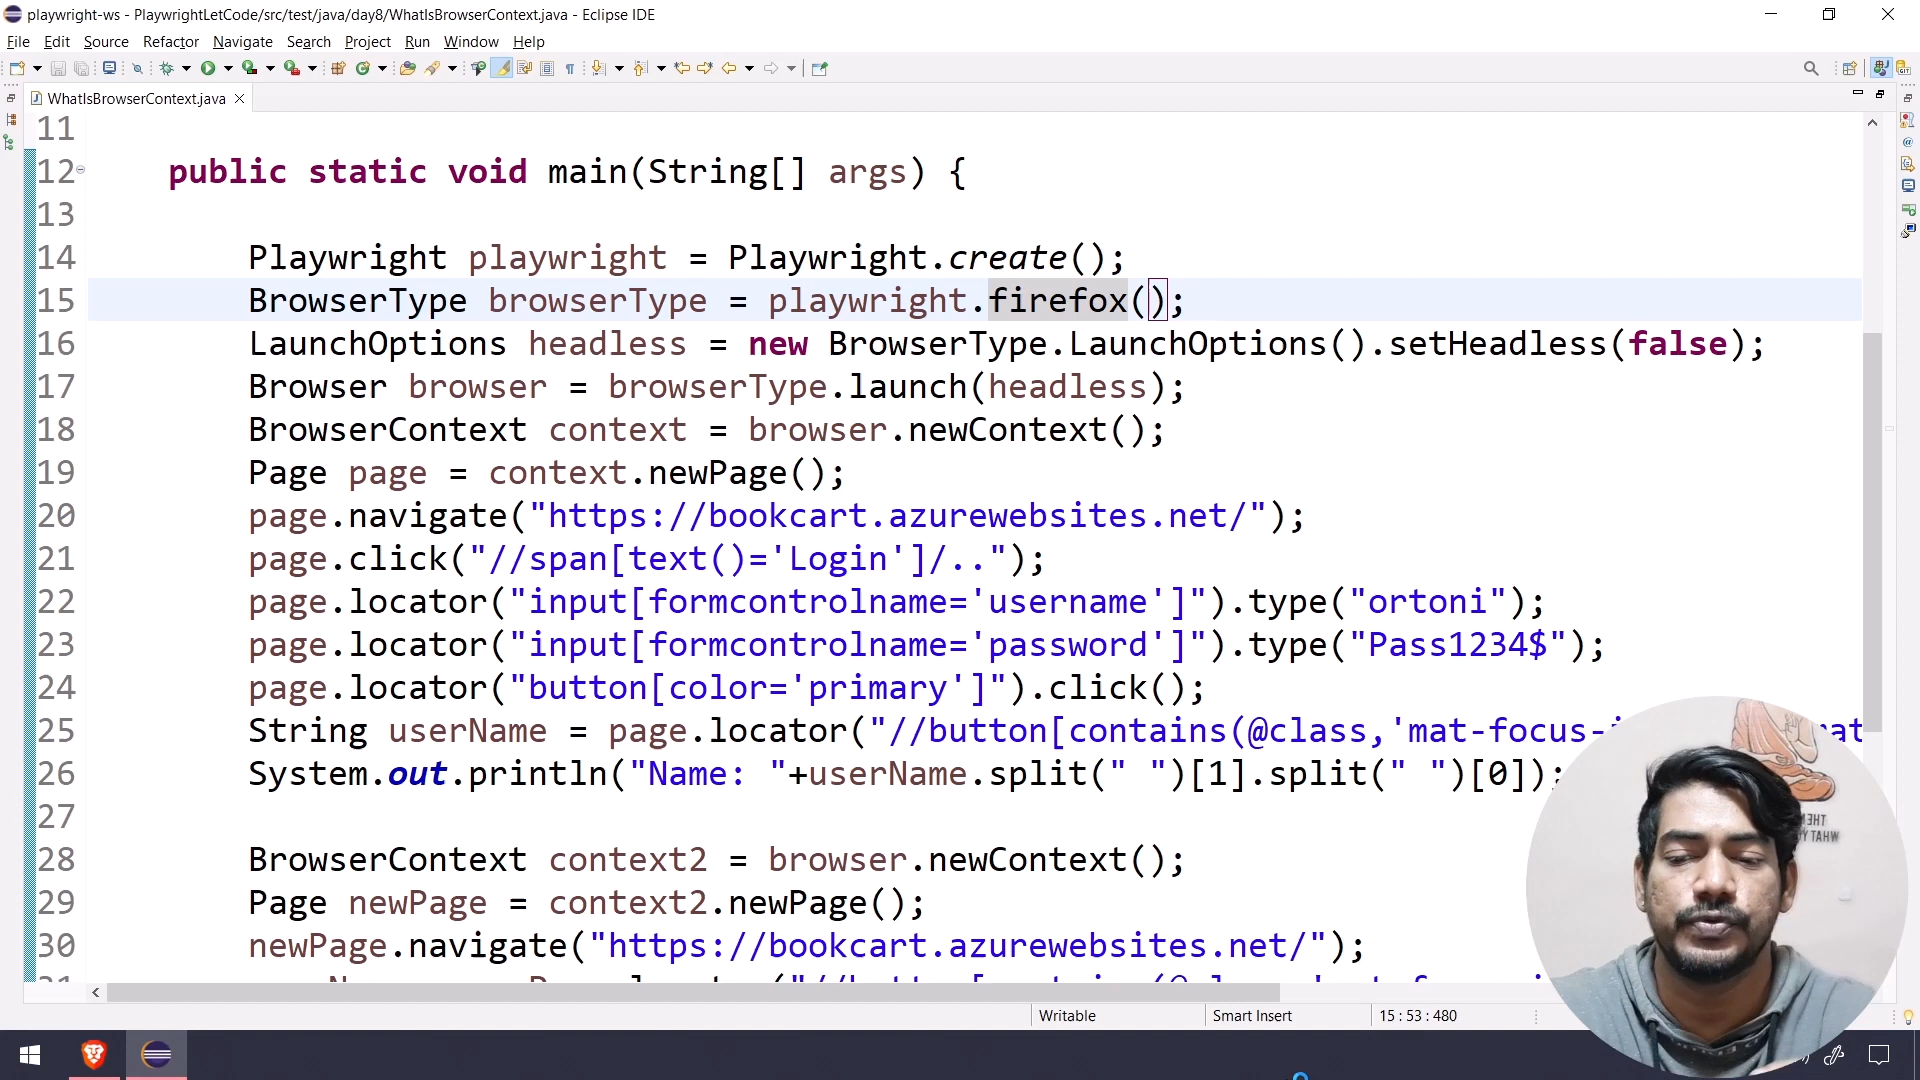 playwright-ws - PlaywrightLetCode/src/test/java/day8/WhatIsBrowserContext.java - Eclipse IDE
File Edit Source Refactor Navigate Search Project Run Window Help
WhatIsBrowserContext.java
11
12 public static void main(String[] args) {
13
14 Playwright playwright = Playwright.create();
15 BrowserType browserType = playwright.firefox();
16 LaunchOptions headless = new BrowserType.LaunchOptions().setHeadless(false);
17 Browser browser = browserType.launch(headless);
18 BrowserContext context = browser.newContext();
19 Page page = context.newPage();
20 page.navigate("https://bookcart.azurewebsites.net/");
21 page.click("//span[text()='Login']/..");
22 page.locator("input[formcontrolname='username']").type("ortoni");
23 page.locator("input[formcontrolname='password']").type("Pass1234$");
24 page.locator("button[color='primary']").click();
25 String userName = page.locator("//button[contains(@class,'mat-focus-
26 System.out.println("Name: "+userName.split(" ")[1].split(" ")[0]);
27
28 BrowserContext context2 = browser.newContext();
29 Page newPage = context2.newPage();
30 newPage.navigate("https://bookcart.azurewebsites.net/");
Writable Smart Insert 15 : 53 : 480